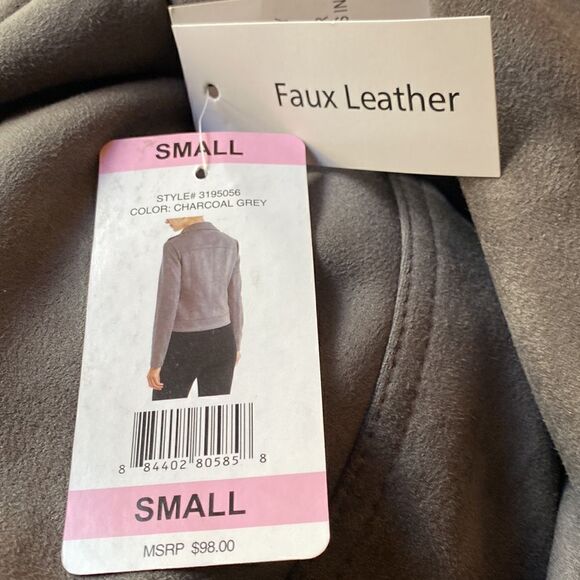 Faux Leather
SMALL
STYLE# 3195056
COLOR: CHARCOAL GREY
8 84402 80585 8
SMALL
MSRP $98.00